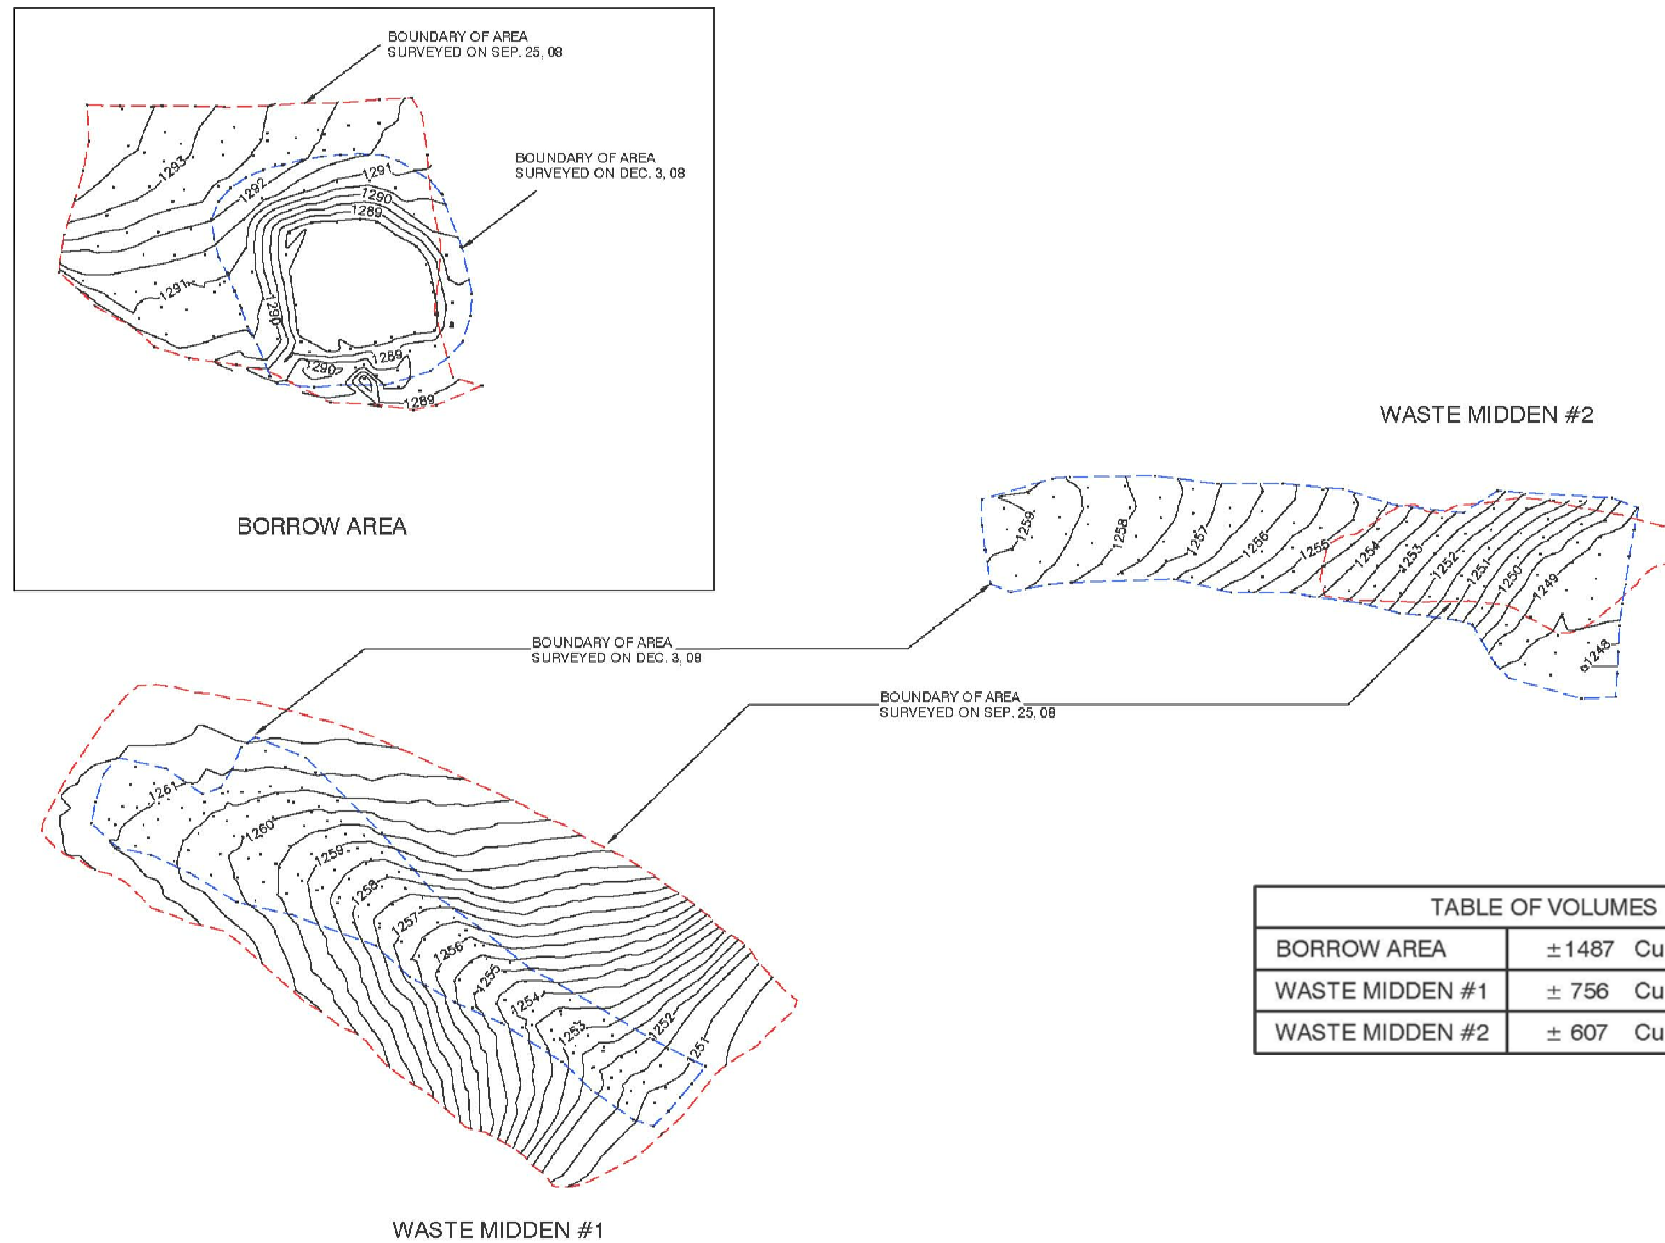 BOUNDARY OF AREA
SURVEYED ON SEP. 25, 08
BOUNDARY OF AREA
SURVEYED ON DEC. 3, 08
1293
1292
1291
1290
1289
1291
1290
1290
1289
1289
BORROW AREA
WASTE MIDDEN #2
1259
1258
1257
1256
1255
1254
1253
1252
1251
1250
1249
1248
BOUNDARY OF AREA
SURVEYED ON DEC. 3, 08
BOUNDARY OF AREA
SURVEYED ON SEP. 25, 08
1261
1260
1259
1258
1257
1256
1255
1254
1253
1252
1251
WASTE MIDDEN #1
TABLE OF VOLUMES
BORROW AREA ±1487 Cu
WASTE MIDDEN #1 ± 756 Cu
WASTE MIDDEN #2 ± 607 Cu